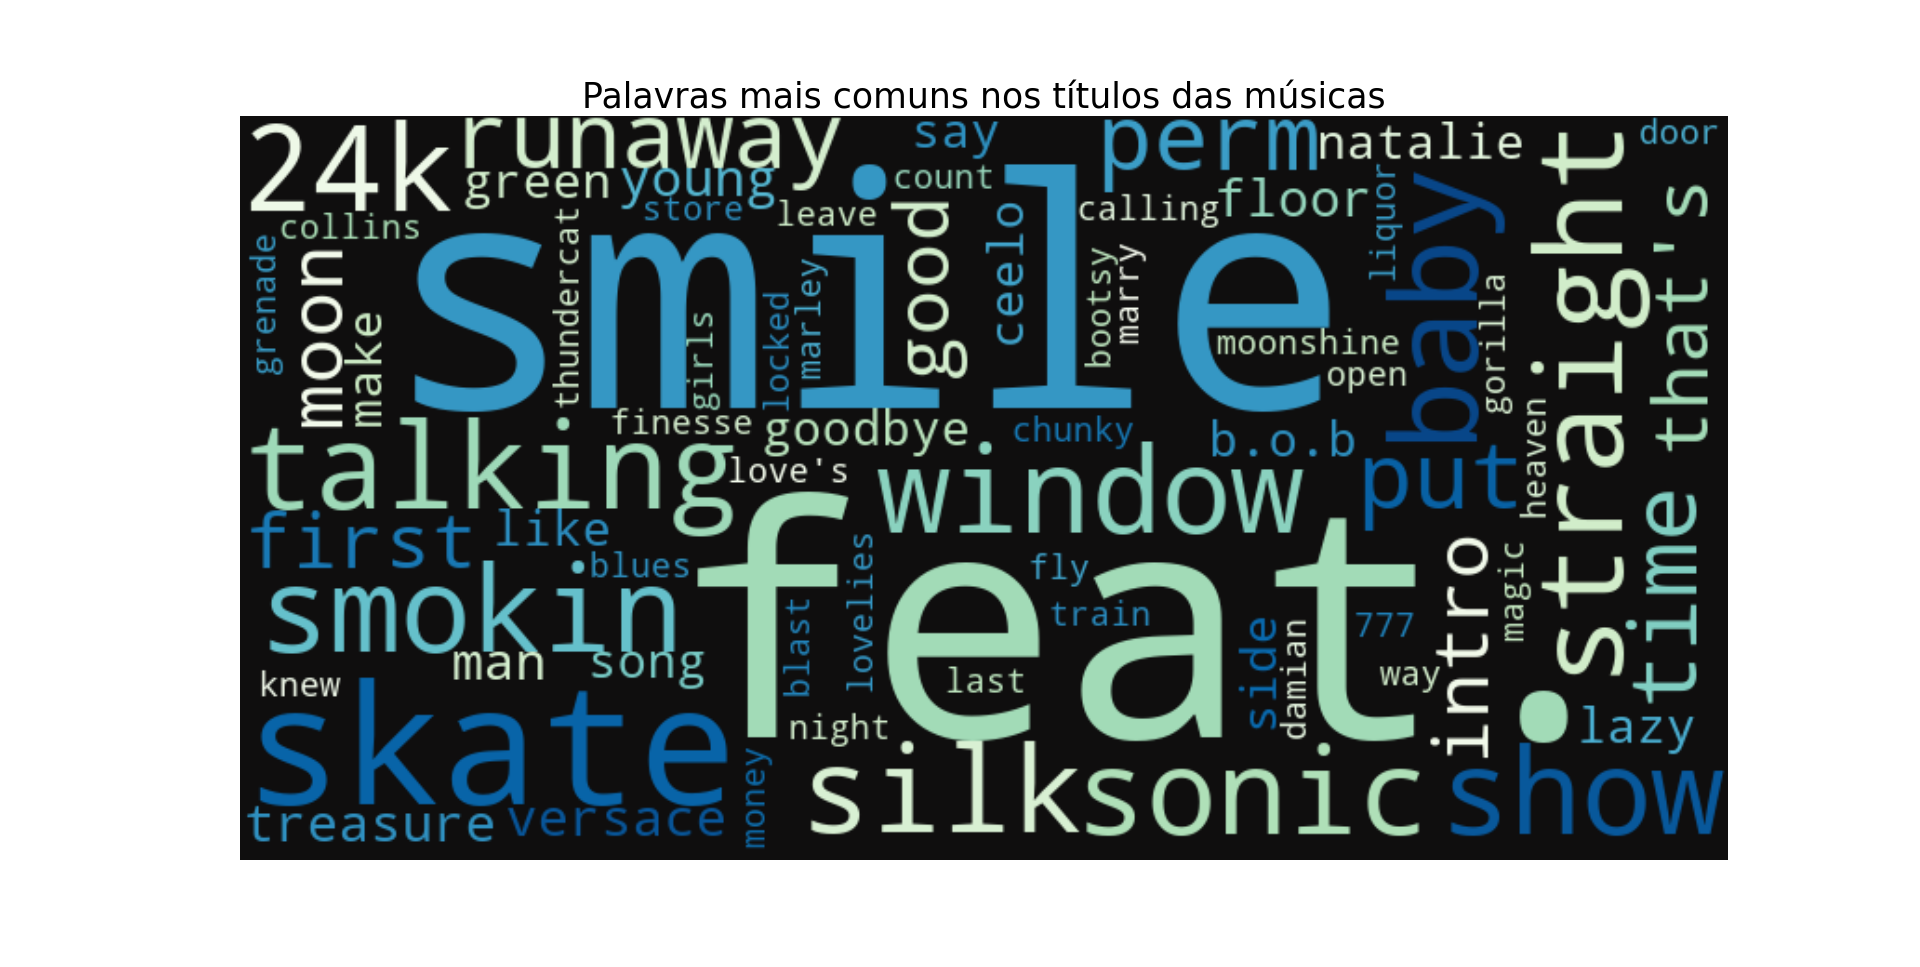 Palavras mais comuns nos títulos das músicas
24k
runaway
say
perm
natalie
door
green
young
count
store
leave
calling
floor
liquor
baby
straight
time
that's
collins
grenade
moon
make
smile
thundercat
girls
locked
marley
good
ceelo
bootsy
marry
moonshine
open
gorilla
heaven
finesse
goodbye
chunky
b.o.b
talking
love's
window
put
first
like
blues
feat.
fly
train
lovelies
blast
smokin
man
song
knew
last
side
damian
777
way
intro
magic
lazy
skate
night
money
silk
sonic
show
treasure
versace